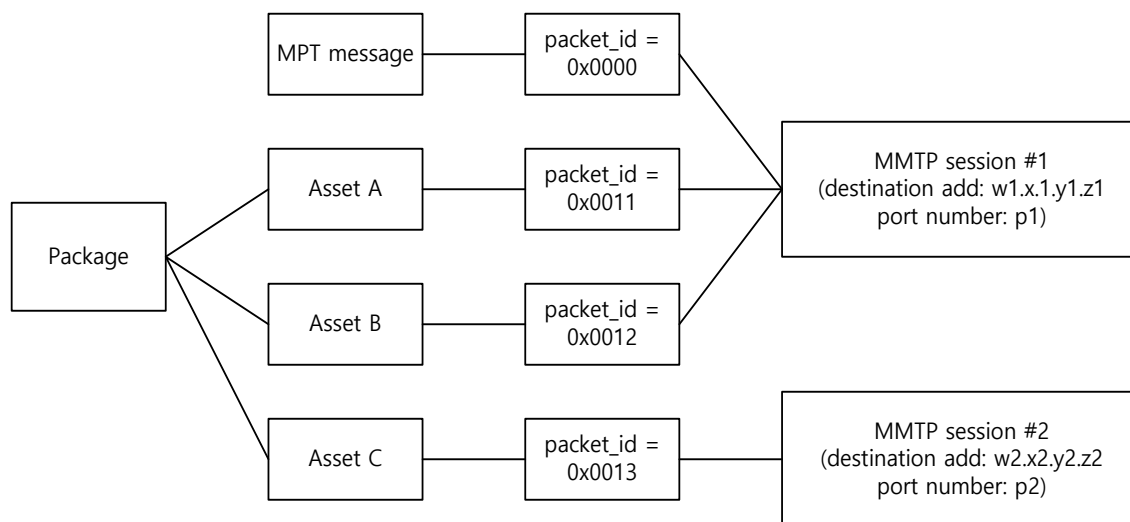 MPT message
packet_id =
0x0000
MMTP session #1
(destination add: w1.x.1.y1.z1
port number: p1)
Asset A
packet_id =
0x0011
Package
Asset B
packet_id =
0x0012
Asset C
packet_id =
0x0013
MMTP session #2
(destination add: w2.x2.y2.z2
port number: p2)